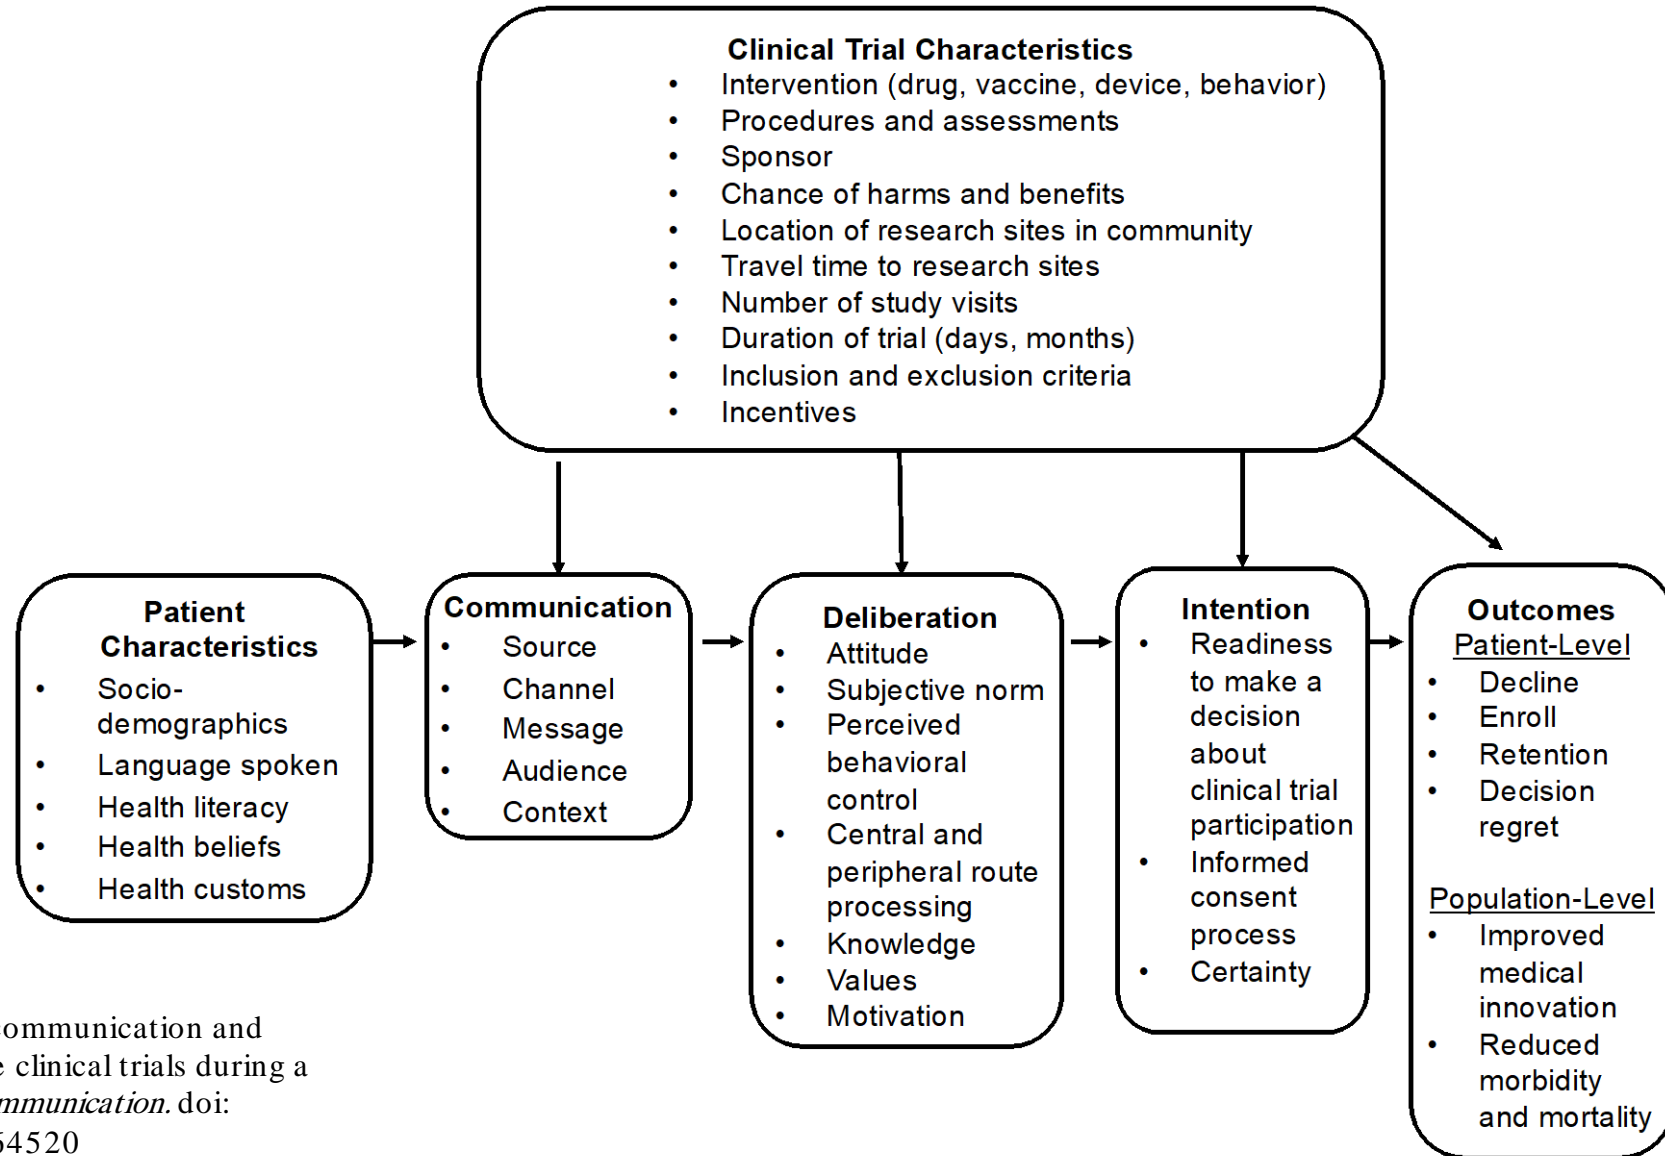 Clinical Trial Characteristics
• Intervention (drug, vaccine, device, behavior)
• Procedures and assessments
• Sponsor
• Chance of harms and benefits
• Location of research sites in community
• Travel time to research sites
• Number of study visits
• Duration of trial (days, months)
• Inclusion and exclusion criteria
• Incentives
Patient
Characteristics
• Socio-
demographics
• Language spoken
• Health literacy
• Health beliefs
• Health customs
Communication
• Source
• Channel
• Message
• Audience
• Context
Deliberation
• Attitude
• Subjective norm
• Perceived
behavioral
control
• Central and
peripheral route
processing
• Knowledge
• Values
• Motivation
Intention
• Readiness
to make a
decision
about
clinical trial
participation
• Informed
consent
process
• Certainty
Outcomes
Patient-Level
• Decline
• Enroll
• Retention
• Decision
regret
Population-Level
• Improved
medical
innovation
• Reduced
morbidity
and mortality
communication and
clinical trials during a
doi:
64520